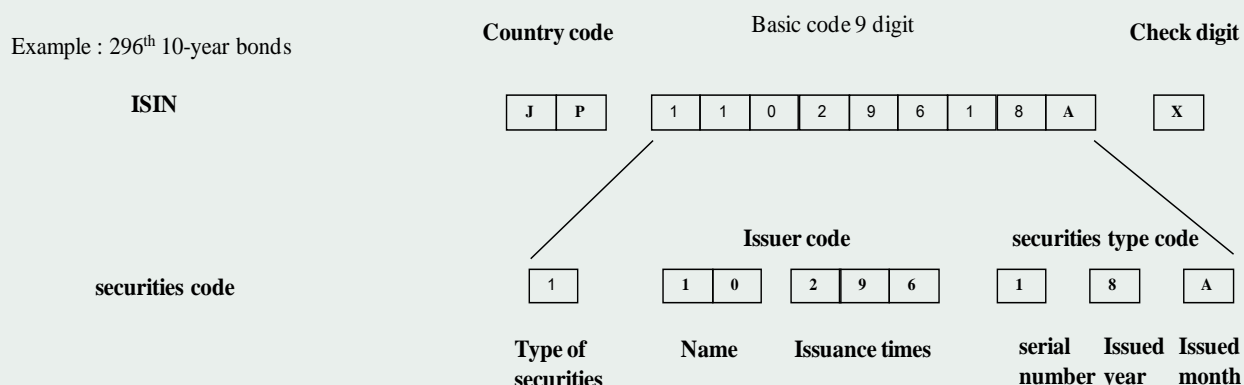 Country code
Basic code 9 digit
Check digit
Example : 296th 10-year bonds
ISIN
J P 1 1 0 2 9 6 1 8 A X
Issuer code
securities type code
securities code
1 1 0 2 9 6 1 8 A
Type of securities
Name
Issuance times
serial number
Issued year
Issued month